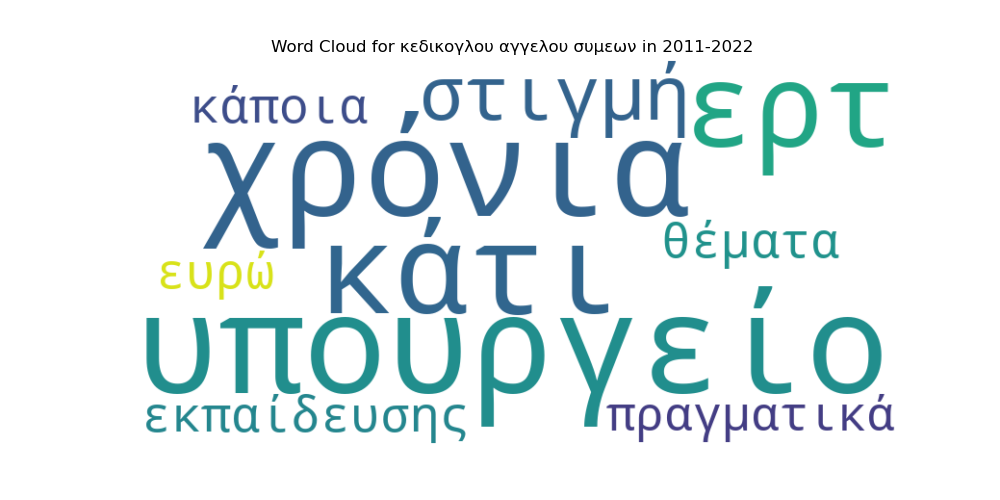 Word Cloud for κεδικογλου αγγελου συμεων in 2011-2022
κάποια
στιγμή
ερτ
χρόνια
θέματα
κάτι
ευρώ
υπουργείο
εκπαίδευσης
πραγματικά